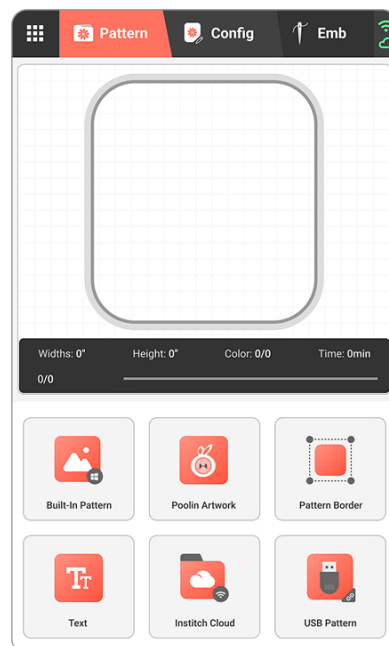 Pattern Config Emb
Widths: 0" Height: 0" Color: 0/0 Time: 0min
0/0
Built-In Pattern Poolin Artwork Pattern Border
Tт
Text Institch Cloud USB Pattern